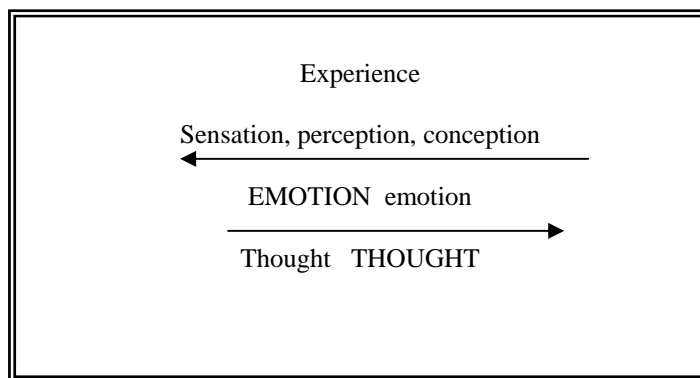 Experience
Sensation, perception, conception
EMOTION emotion
Thought THOUGHT